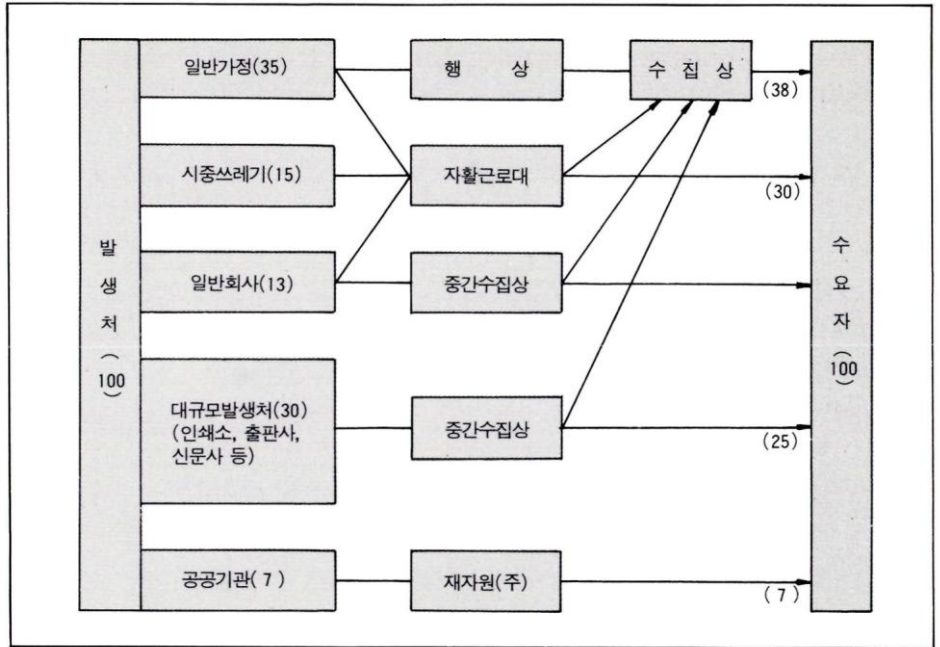 발생처(100)
일반가정(35)
행 상
수 집 상
(38)
시중쓰레기(15)
자활근로대
(30)
일반회사(13)
중간수집상
대규모발생처(30)
(인쇄소, 출판사,
신문사 등)
중간수집상
(25)
공공기관( 7 )
재자원(주)
( 7 )
수요자(100)